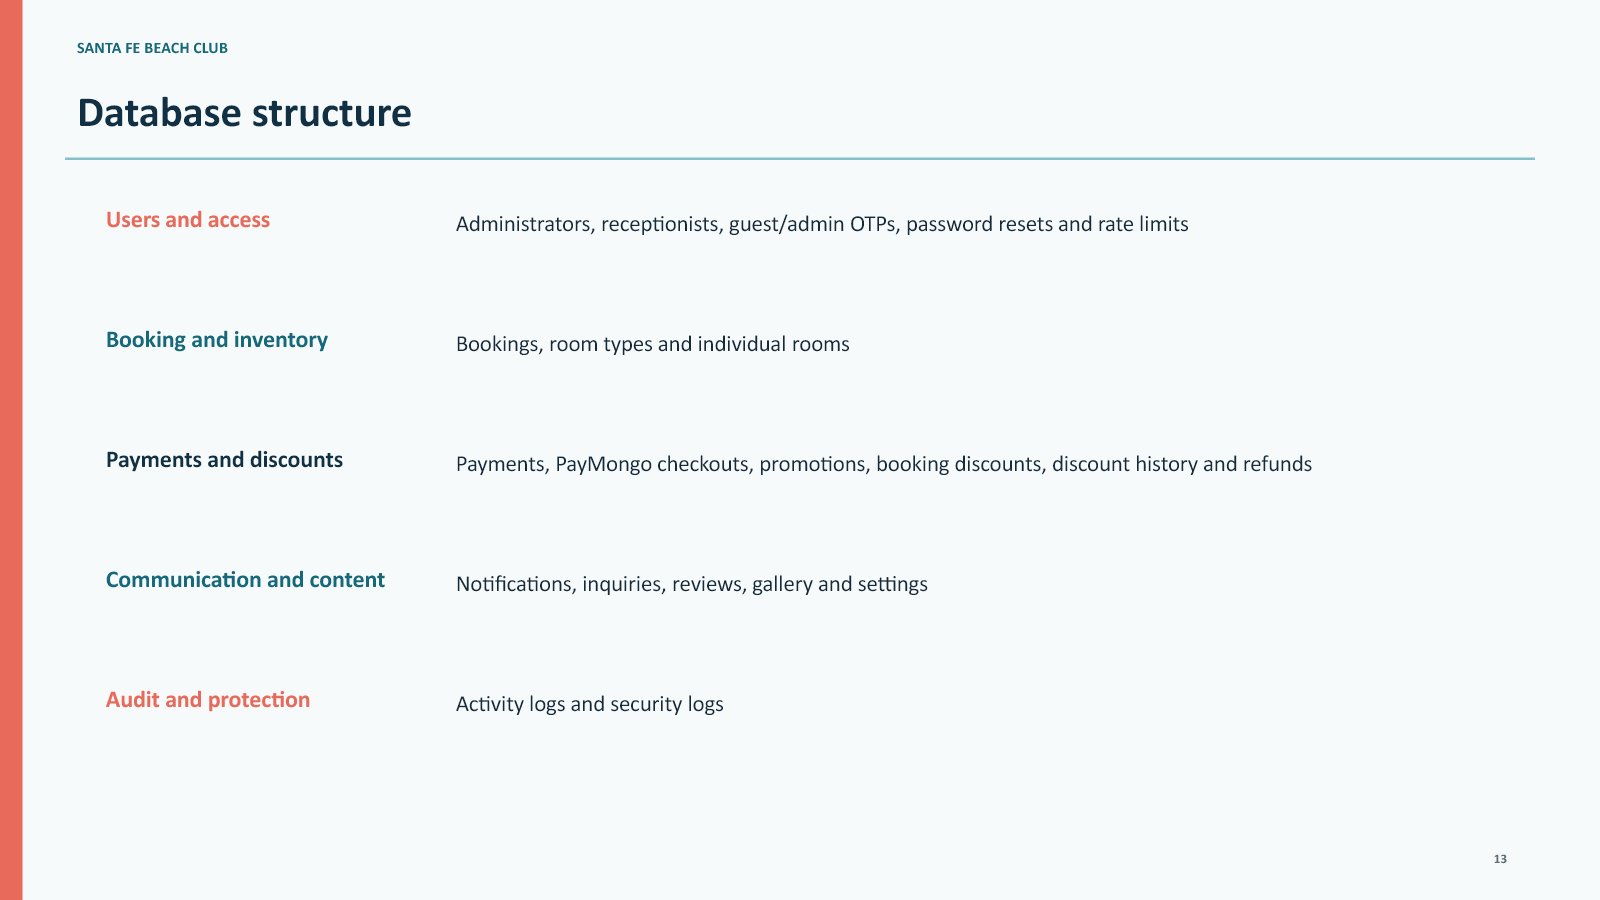 SANTA FE BEACH CLUB
Database structure
Users and access
Administrators, receptionists, guest/admin OTPs, password resets and rate limits
Booking and inventory
Bookings, room types and individual rooms
Payments and discounts
Payments, PayMongo checkouts, promotions, booking discounts, discount history and refunds
Communication and content
Notifications, inquiries, reviews, gallery and settings
Audit and protection
Activity logs and security logs
13